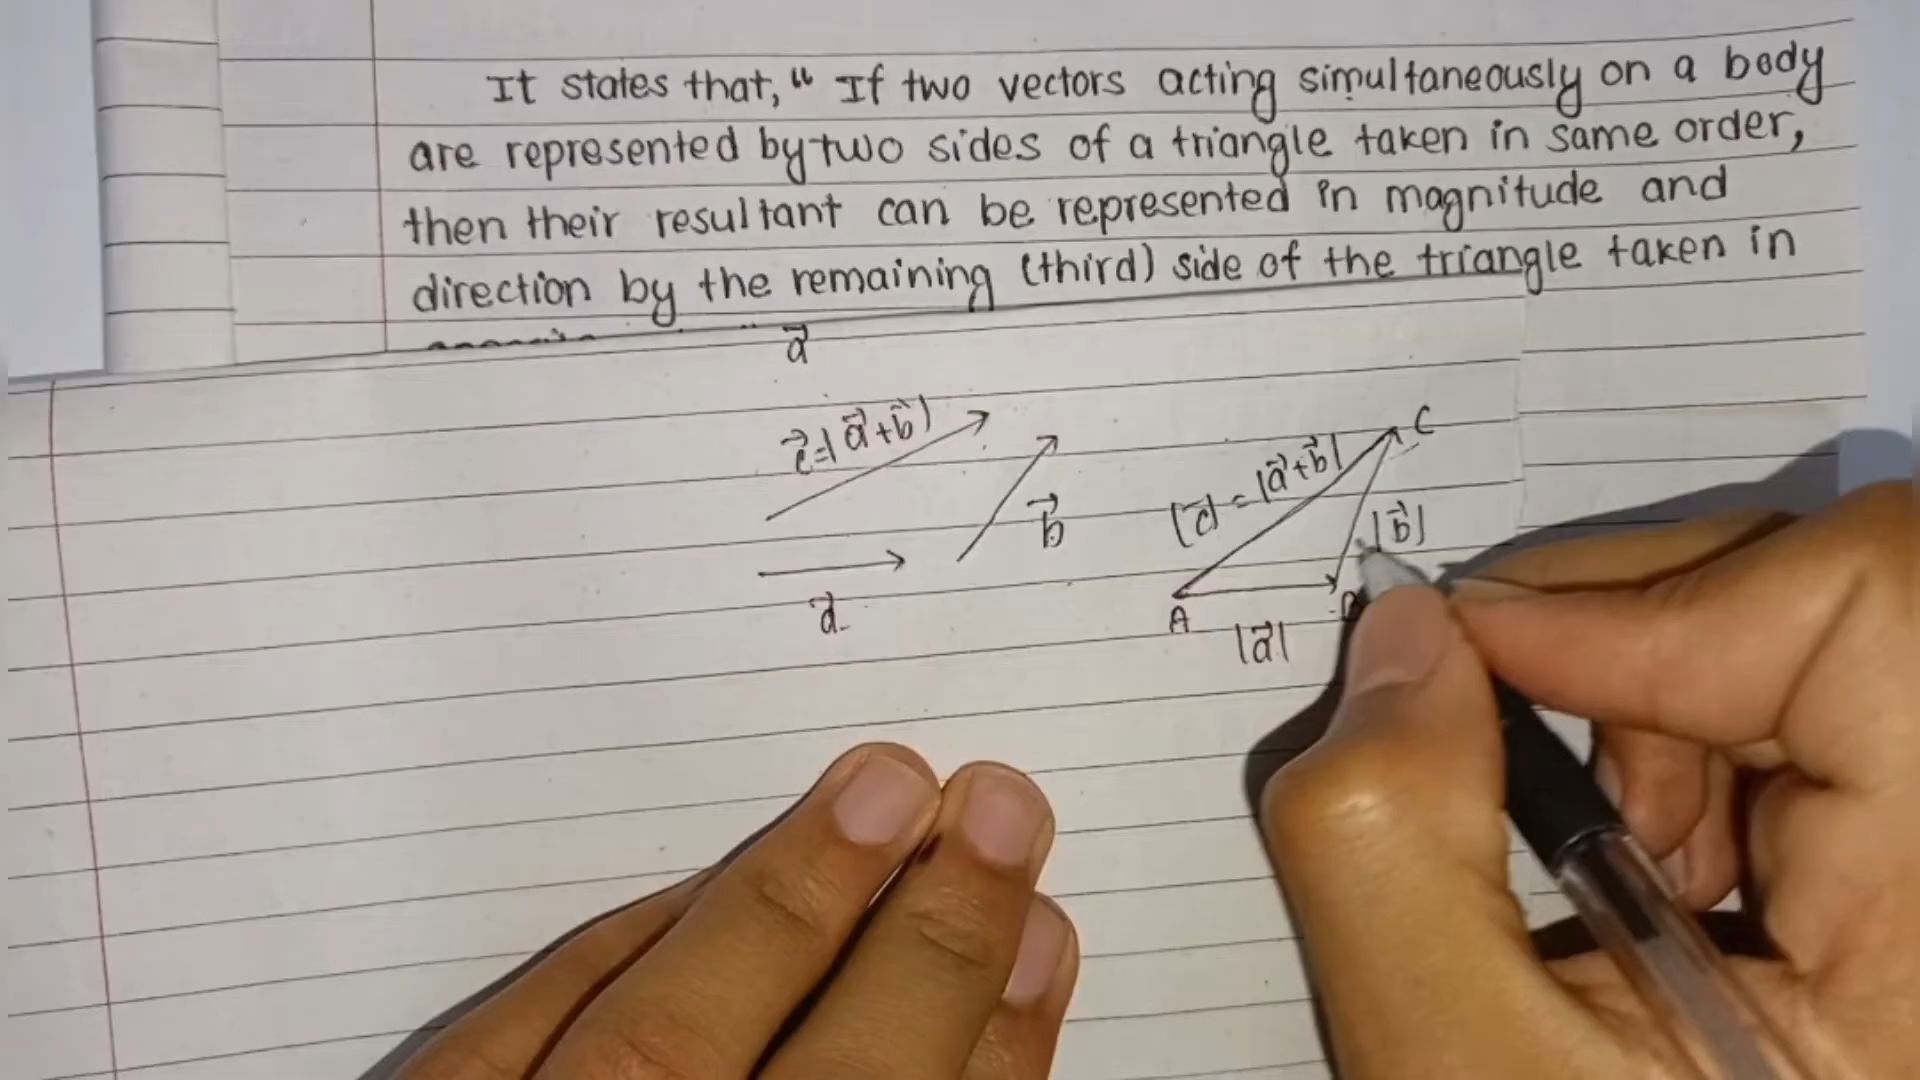 It states that, "If two vectors acting simultaneously on a body
are represented by two sides of a triangle taken in same order,
then their resultant can be represented in magnitude and
direction by the remaining (third) side of the triangle taken in
a⃗
c⃗=|a⃗+b⃗)
b⃗
a⃗
C
|c⃗| = |a⃗+b⃗|
|b⃗|
A
|a⃗|